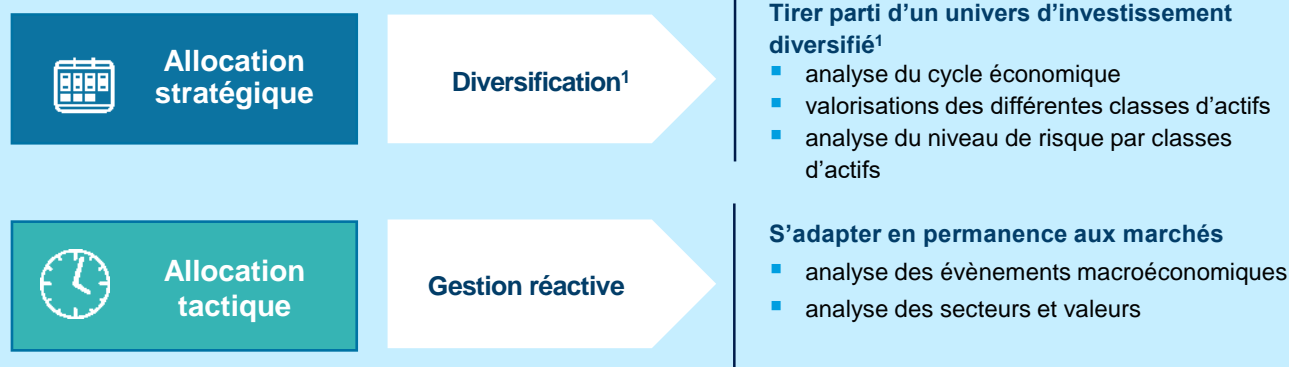 Allocation
stratégique
Diversification¹
Tirer parti d’un univers d’investissement
diversifié¹
▪ analyse du cycle économique
▪ valorisations des différentes classes d’actifs
▪ analyse du niveau de risque par classes
d’actifs
Allocation
tactique
Gestion réactive
S’adapter en permanence aux marchés
▪ analyse des évènements macroéconomiques
▪ analyse des secteurs et valeurs